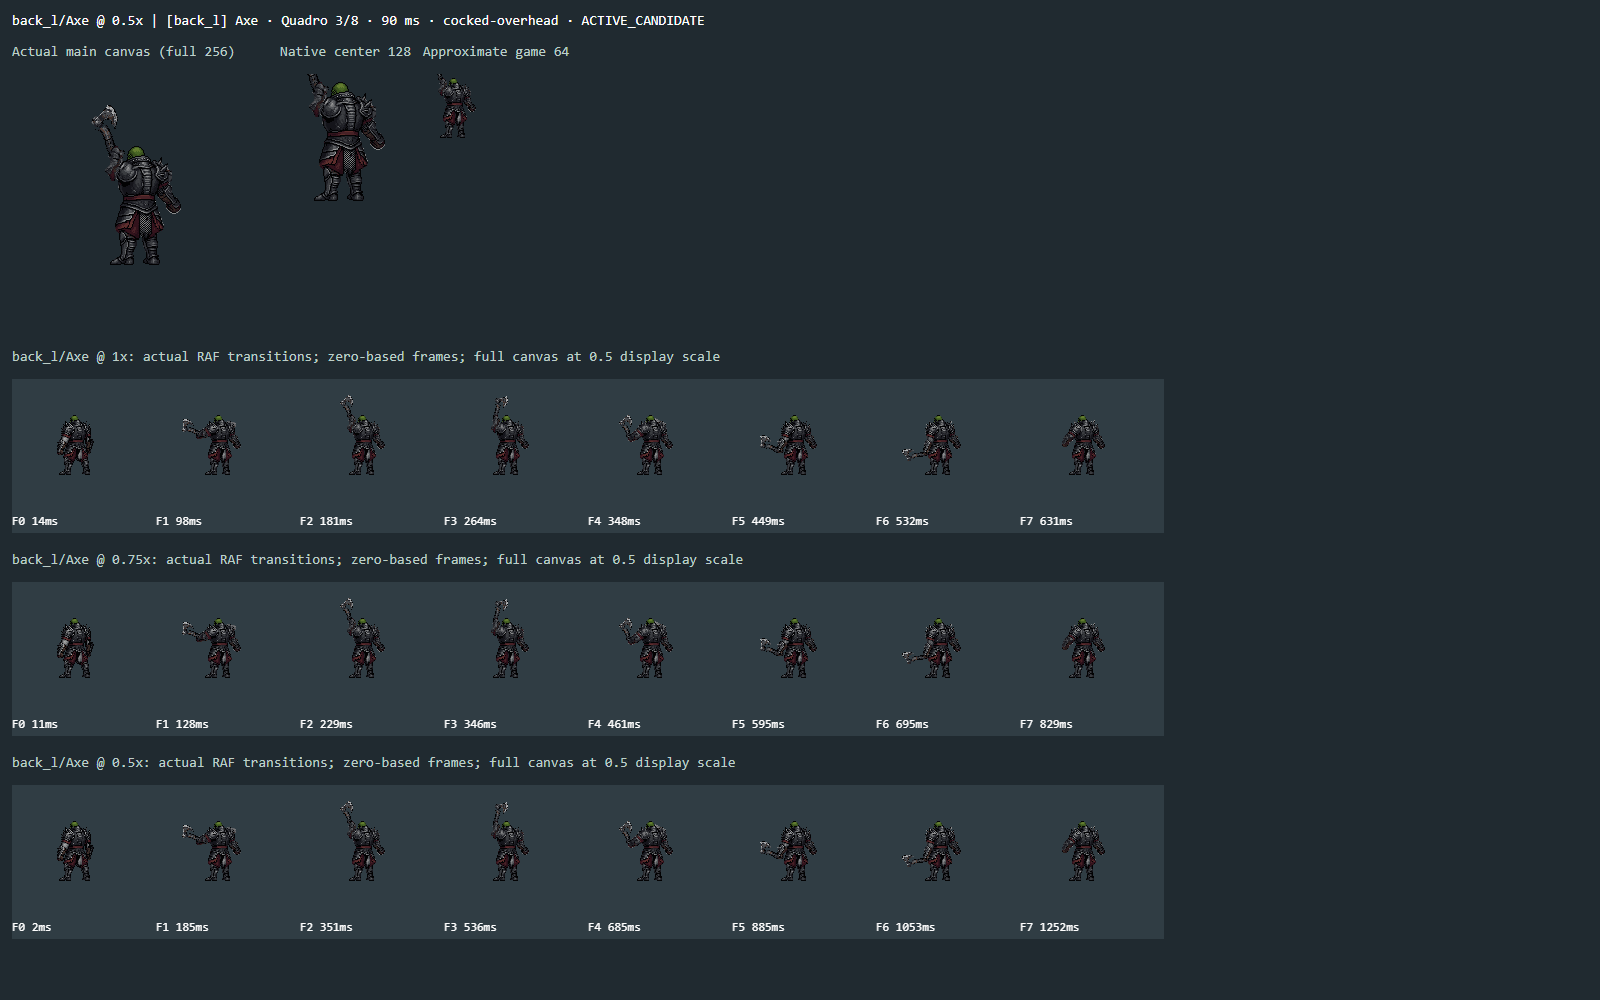 back_l/Axe @ 0.5x | [back_l] Axe · Quadro 3/8 · 90 ms · cocked-overhead · ACTIVE_CANDIDATE
Actual main canvas (full 256) Native center 128 Approximate game 64
back_l/Axe @ 1x: actual RAF transitions; zero-based frames; full canvas at 0.5 display scale
F0 14ms F1 98ms F2 181ms F3 264ms F4 348ms F5 449ms F6 532ms F7 631ms
back_l/Axe @ 0.75x: actual RAF transitions; zero-based frames; full canvas at 0.5 display scale
F0 11ms F1 128ms F2 229ms F3 346ms F4 461ms F5 595ms F6 695ms F7 829ms
back_l/Axe @ 0.5x: actual RAF transitions; zero-based frames; full canvas at 0.5 display scale
F0 2ms F1 185ms F2 351ms F3 536ms F4 685ms F5 885ms F6 1053ms F7 1252ms